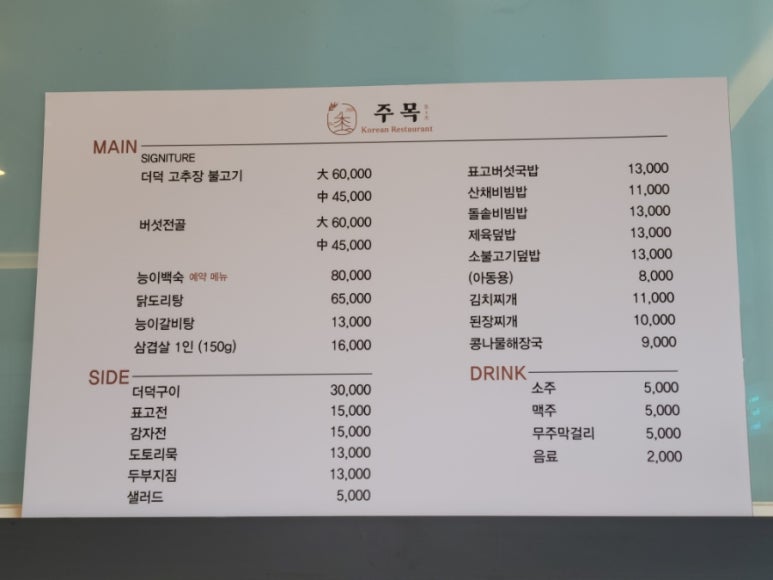 주목
Korean Restaurant
MAIN
SIGNITURE
더덕 고추장 불고기 大 60,000
中 45,000
버섯전골 大 60,000
中 45,000
능이백숙 예약 메뉴 80,000
닭도리탕 65,000
능이갈비탕 13,000
삼겹살 1인 (150g) 16,000
표고버섯국밥 13,000
산채비빔밥 11,000
돌솥비빔밥 13,000
제육덮밥 13,000
소불고기덮밥 13,000
(아동용) 8,000
김치찌개 11,000
된장찌개 10,000
콩나물해장국 9,000
SIDE
더덕구이 30,000
표고전 15,000
감자전 15,000
도토리묵 13,000
두부지짐 13,000
샐러드 5,000
DRINK
소주 5,000
맥주 5,000
무주막걸리 5,000
음료 2,000